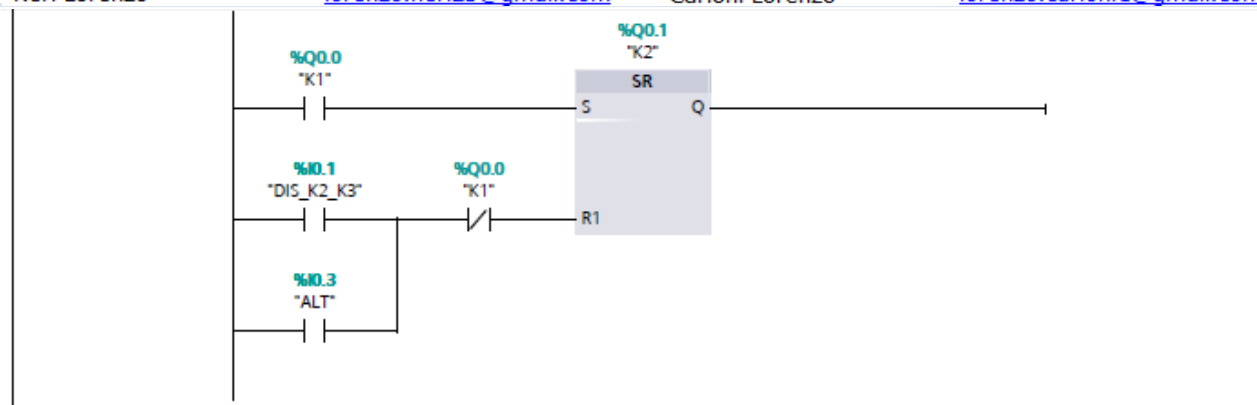 %Q0.1
"K2"
%Q0.0
"K1"
SR
S Q
%I0.1 %Q0.0
"DIS_K2_K3" "K1"
R1
%I0.3
"ALT"